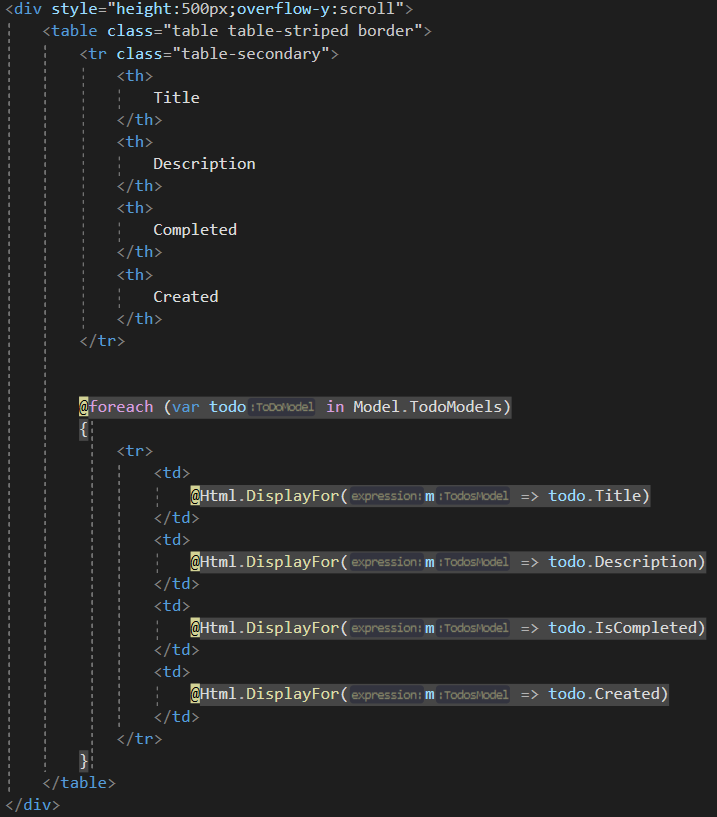 <div style="height:500px;overflow-y:scroll">
<table class="table table-striped border">
<tr class="table-secondary">
<th>
Title
</th>
<th>
Description
</th>
<th>
Completed
</th>
<th>
Created
</th>
</tr>
@foreach (var todo:ToDoModel in Model.TodoModels)
{
<tr>
<td>
@Html.DisplayFor(expression:m:TodosModel => todo.Title)
</td>
<td>
@Html.DisplayFor(expression:m:TodosModel => todo.Description)
</td>
<td>
@Html.DisplayFor(expression:m:TodosModel => todo.IsCompleted)
</td>
<td>
@Html.DisplayFor(expression:m:TodosModel => todo.Created)
</td>
</tr>
}
</table>
</div>